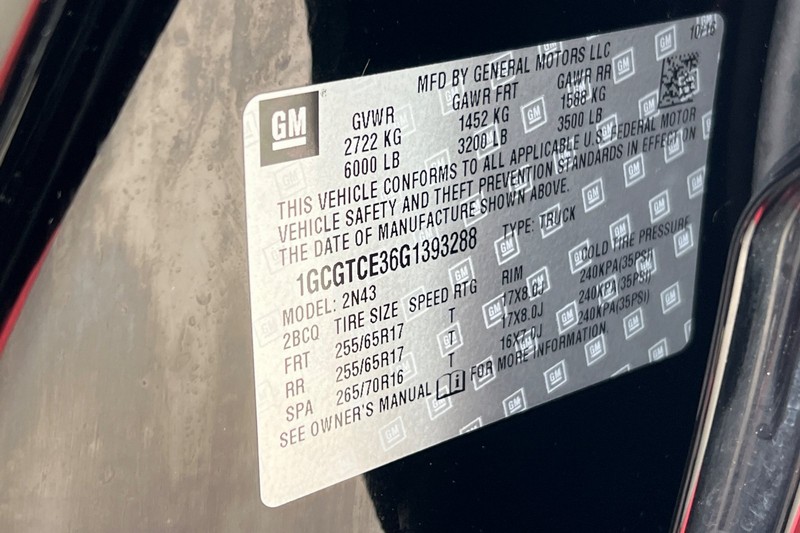 MFD BY GENERAL MOTORS LLC
GM
GVWR GAWR FRT GAWR RR
2722 KG 1452 KG 1588 KG
6000 LB 3200 LB 3500 LB
THIS VEHICLE CONFORMS TO ALL APPLICABLE U.S. FEDERAL MOTOR
VEHICLE SAFETY AND THEFT PREVENTION STANDARDS IN EFFECTION
THE DATE OF MANUFACTURE SHOWN ABOVE.
1GCGTCE36G1393288 TYPE: TRUCK
MODEL: 2N43
2BCQ TIRE SIZE SPEED RTG RIM COLD TIRE PRESSURE
FRT 255/65R17 T 17X8.0J 240KPA(35PSI)
RR 255/65R17 T 17X8.0J 240KPA(35PSI)
SPA 265/70R16 T 16X7.0J 240KPA(35PSI)
SEE OWNER'S MANUAL FOR MORE INFORMATION.